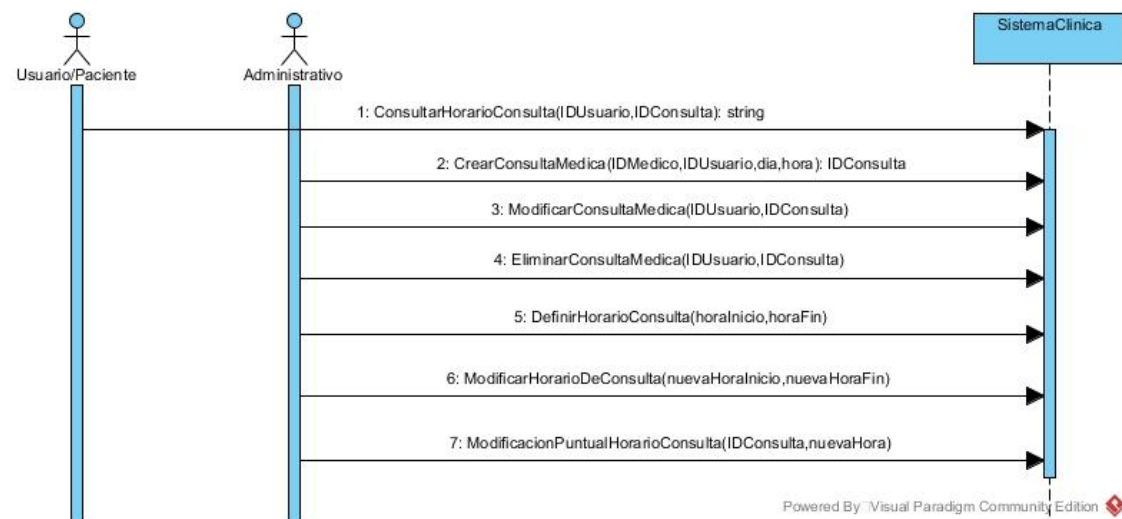 SistemaClinica
Usuario/Paciente
Administrativo
1: ConsultarHorarioConsulta(IDUsuario,IDConsulta): string
2: CrearConsultaMedica(IDMedico,IDUsuario,dia,hora): IDConsulta
3: ModificarConsultaMedica(IDUsuario,IDConsulta)
4: EliminarConsultaMedica(IDUsuario,IDConsulta)
5: DefinirHorarioConsulta(horaInicio,horaFin)
6: ModificarHorarioDeConsulta(nuevaHoraInicio,nuevaHoraFin)
7: ModificacionPuntualHorarioConsulta(IDConsulta,nuevaHora)
Powered By Visual Paradigm Community Edition